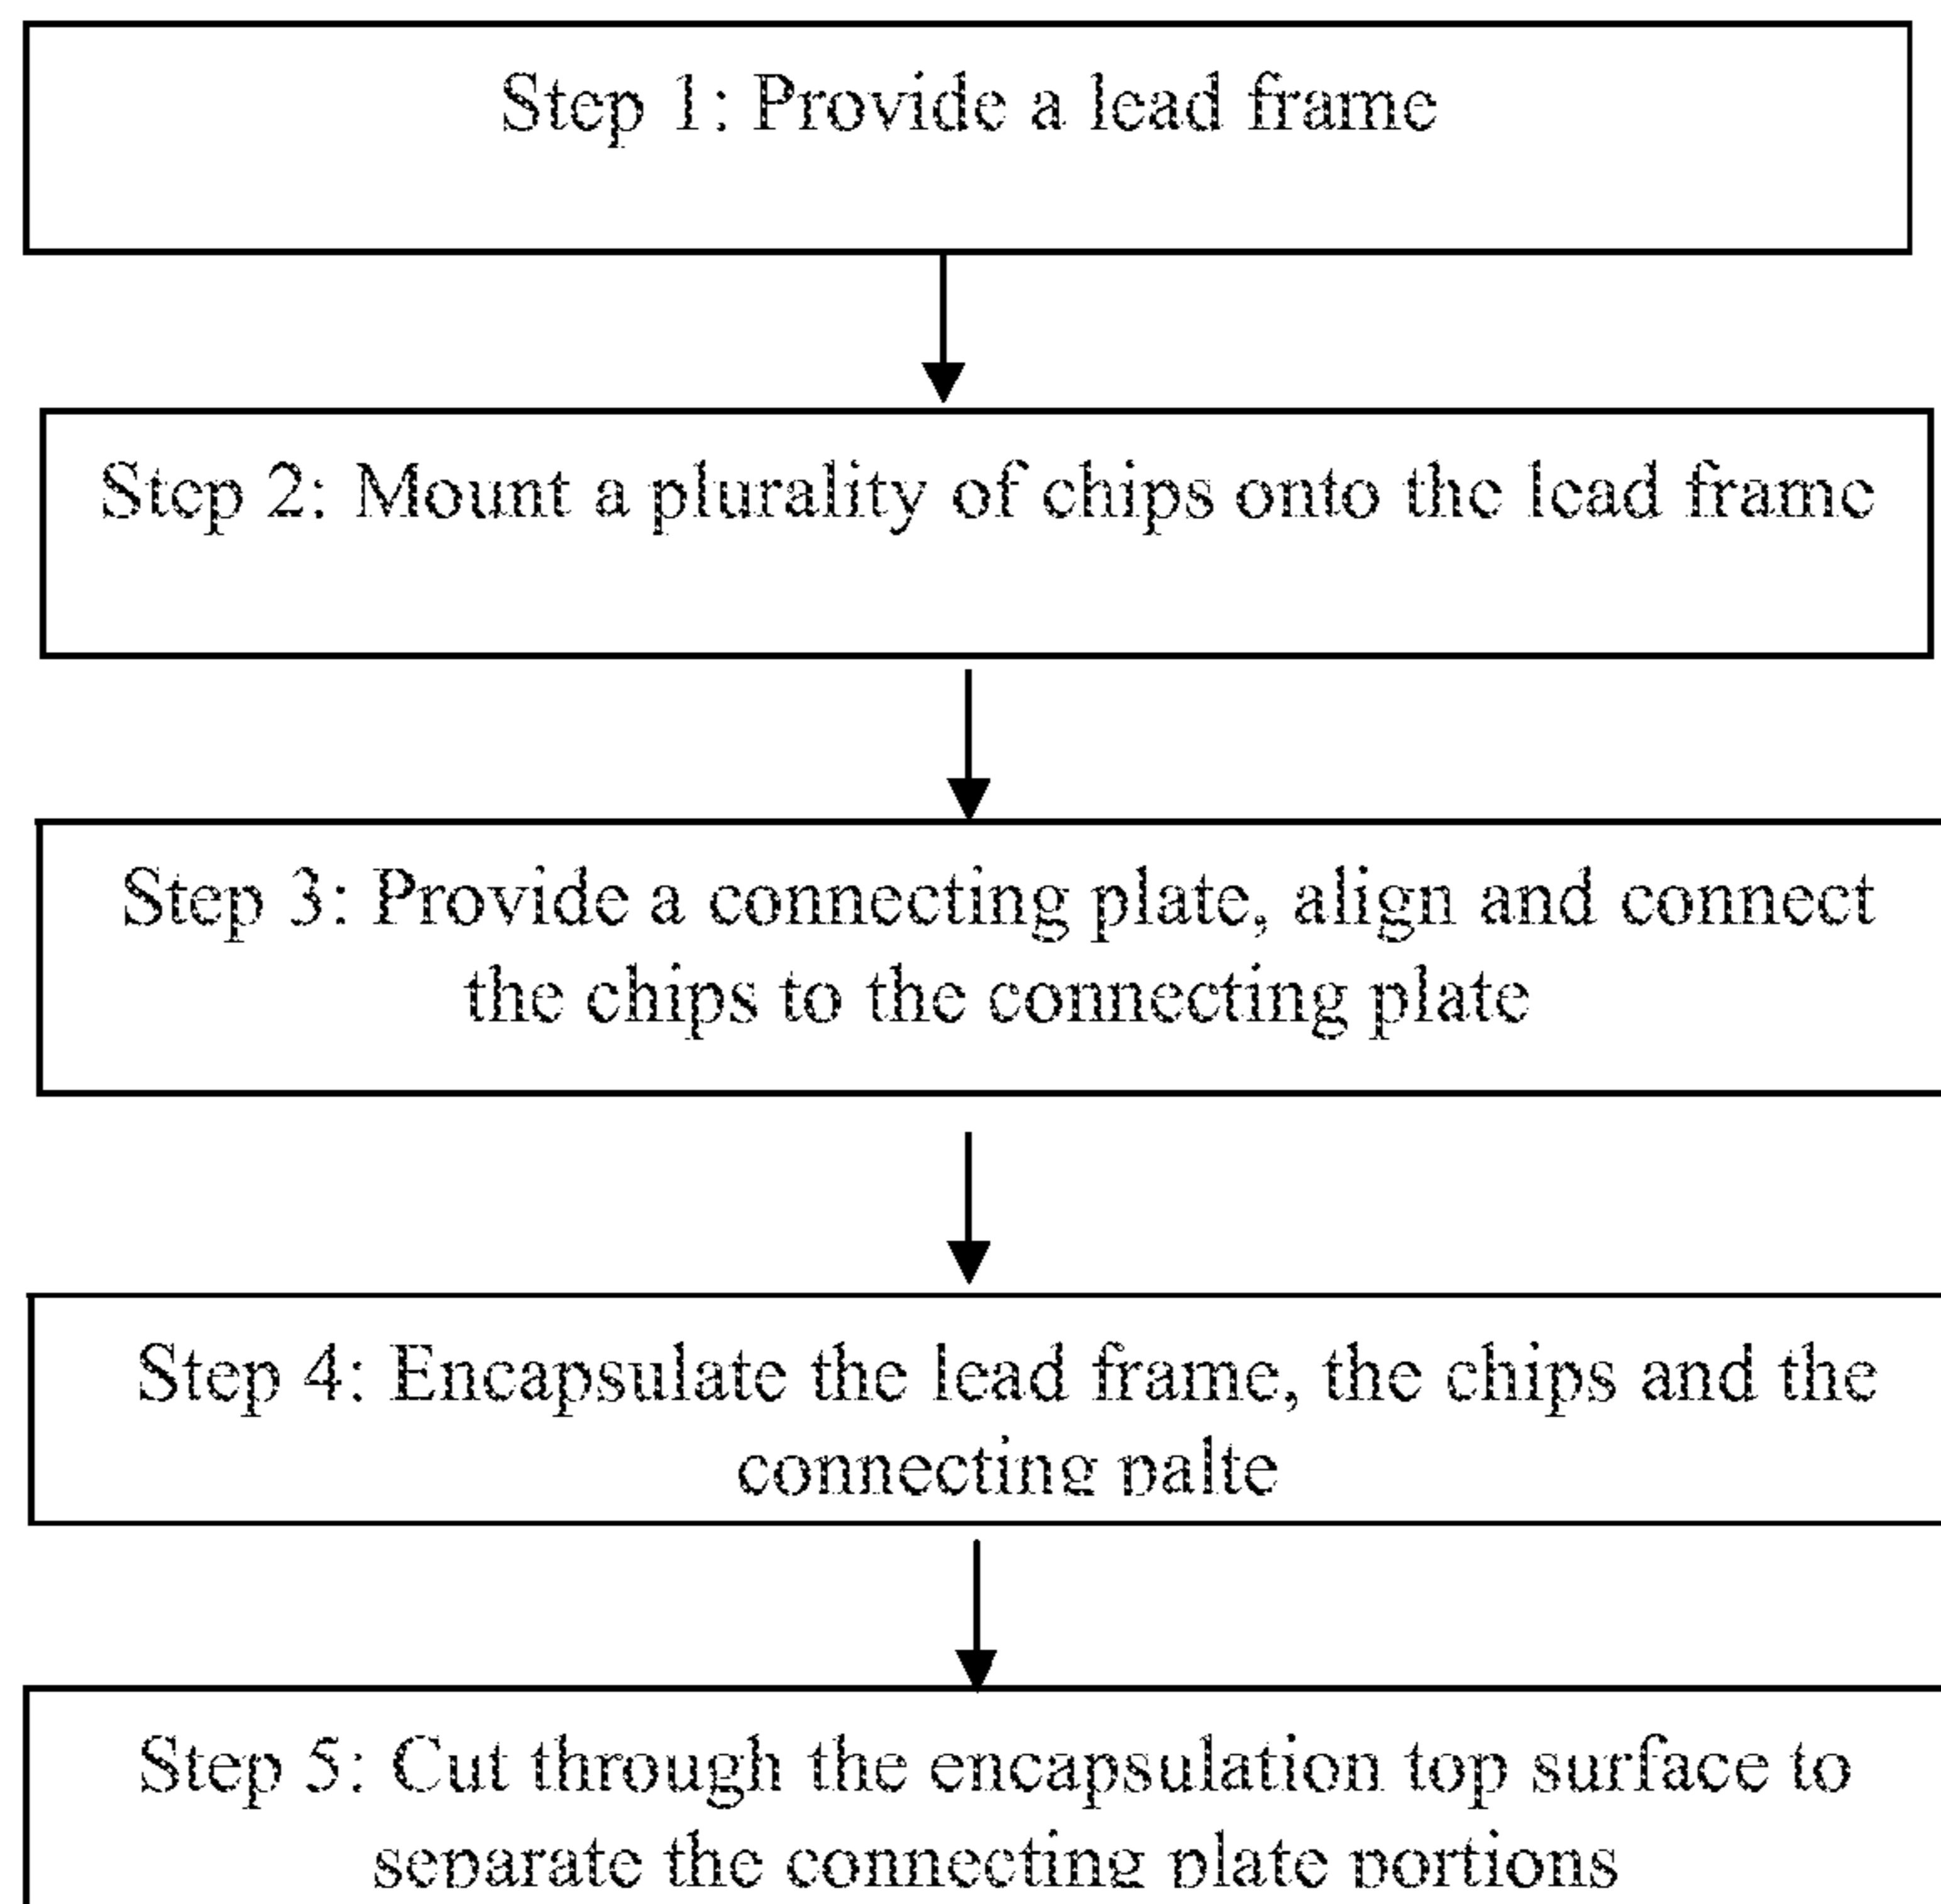 Step 1: Provide a lead frame
Step 2: Mount a plurality of chips onto the lead frame
Step 3: Provide a connecting plate, align and connect
the chips to the connecting plate
Step 4: Encapsulate the lead frame, the chips and the
connecting palte
Step 5: Cut through the encapsulation top surface to
separate the connecting plate portions